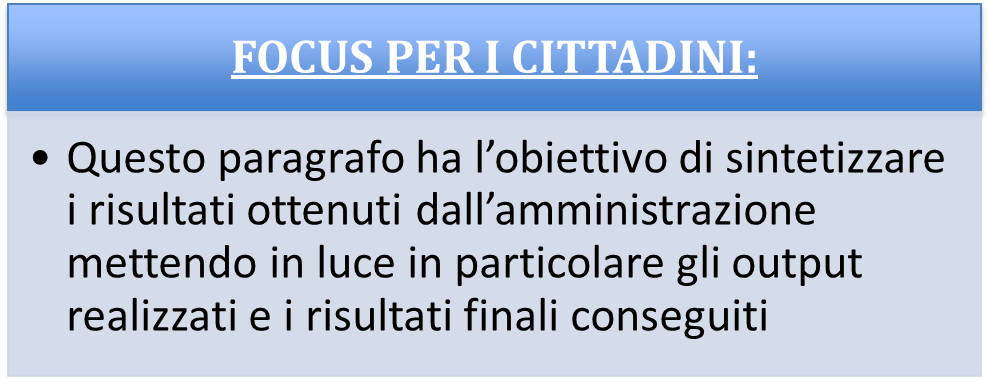 FOCUS PER I CITTADINI:
• Questo paragrafo ha l’obiettivo di sintetizzare
i risultati ottenuti dall’amministrazione
mettendo in luce in particolare gli output
realizzati e i risultati finali conseguiti